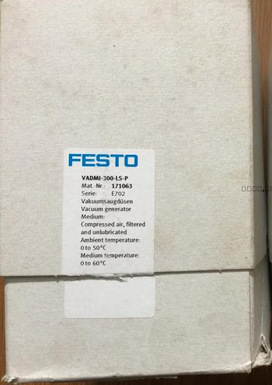 FESTO
VADMI-300-LS-P
Mat.-Nr.: 171063
Serie: E702
Vakuumsaugdüsen
Vacuum generator
Medium:
Compressed air, filtered
and unlubricated
Ambient temperature:
0 to 50°C
Medium temperature:
0 to 60°C